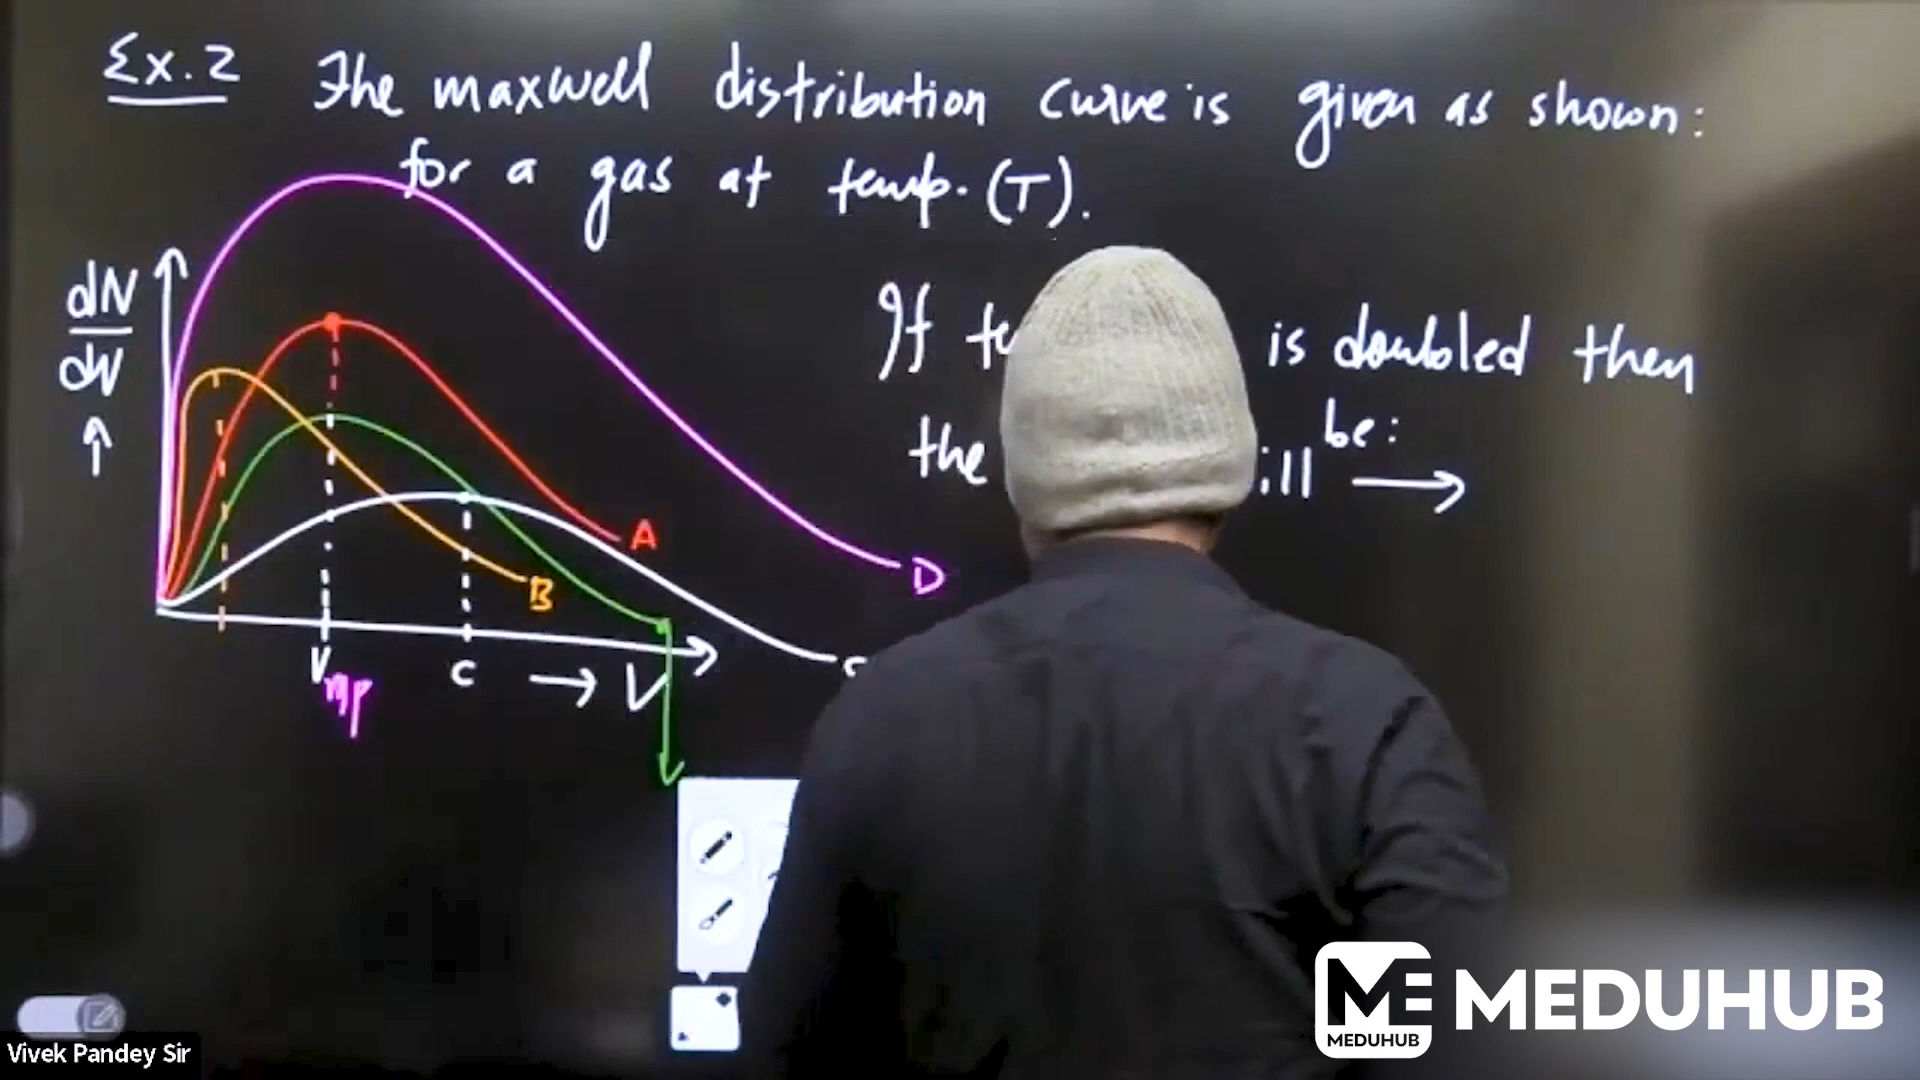 Ex.2 The maxwell distribution curve is given as shown:
for a gas at temp. (T).
dN
dV
↑
If is doubled then
the be:
→
A
B
D
Vmp c → V
MEDUHUB
MEDUHUB
Vivek Pandey Sir